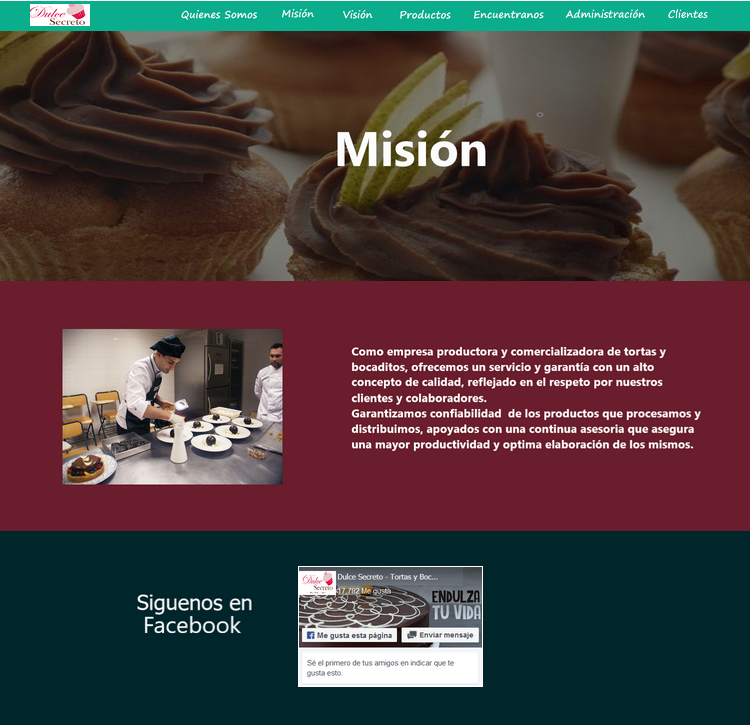 Dulce
Secreto
Quienes Somos
Misión
Visión
Productos
Encuentranos
Administración
Clientes
Misión
Como empresa productora y comercializadora de tortas y
bocaditos, ofrecemos un servicio y garantía con un alto
concepto de calidad, reflejado en el respeto por nuestros
clientes y colaboradores.
Garantizamos confiabilidad  de los productos que procesamos y
distribuimos, apoyados con una continua asesoria que asegura
una mayor productividad y optima elaboración de los mismos.
Siguenos en
Facebook
Dulce
Secreto
Dulce Secreto - Tortas y Boc...
17.782 Me gusta
ENDULZA
TU VIDA
Me gusta esta página
Enviar mensaje
Sé el primero de tus amigos en indicar que te
gusta esto.